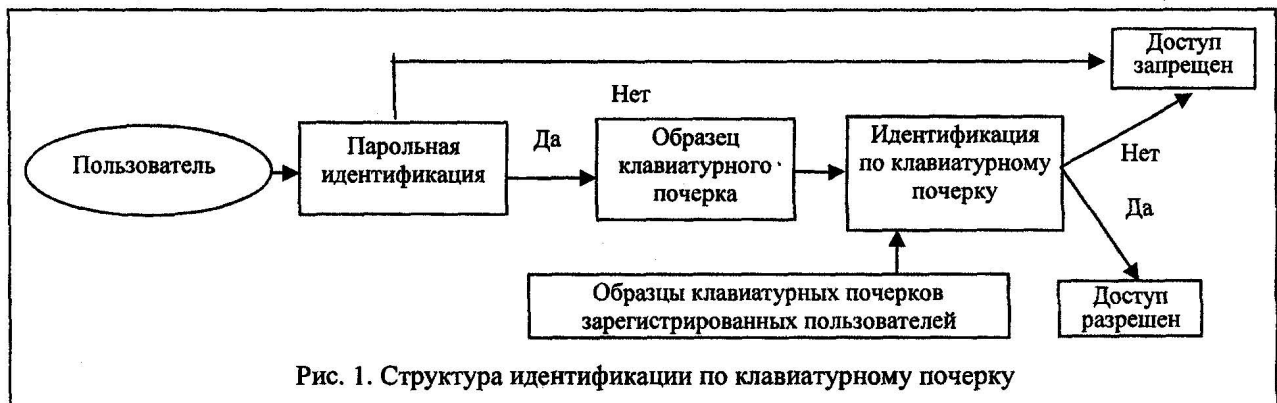 Доступ
запрещен
Нет
Пользователь
Парольная
идентификация
Да
Образец
клавиатурного
почерка
Идентификация
по клавиатурному
почерку
Нет
Да
Образцы клавиатурных почерков
зарегистрированных пользователей
Доступ
разрешен
Рис. 1. Структура идентификации по клавиатурному почерку